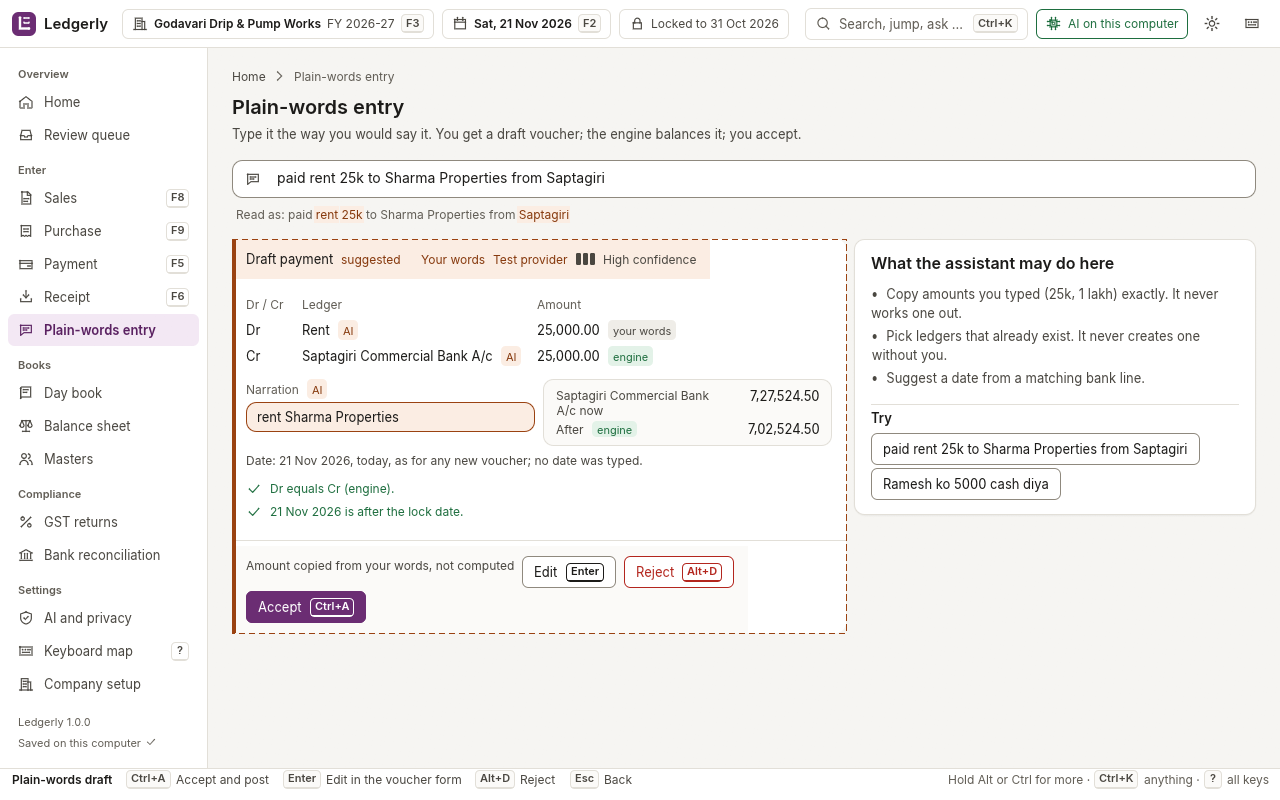 Ledgerly
Godavari Drip & Pump Works FY 2026-27 F3
Sat, 21 Nov 2026 F2
Locked to 31 Oct 2026
Search, jump, ask ... Ctrl+K
AI on this computer
Overview
Home
Review queue
Enter
Sales F8
Purchase F9
Payment F5
Receipt F6
Plain-words entry
Books
Day book
Balance sheet
Masters
Compliance
GST returns
Bank reconciliation
Settings
AI and privacy
Keyboard map ?
Company setup
Ledgerly 1.0.0
Saved on this computer
Home > Plain-words entry
Plain-words entry
Type it the way you would say it. You get a draft voucher; the engine balances it; you accept.
paid rent 25k to Sharma Properties from Saptagiri
Read as: paid rent 25k to Sharma Properties from Saptagiri
Draft payment suggested Your words Test provider High confidence
Dr / Cr Ledger Amount
Dr Rent AI 25,000.00 your words
Cr Saptagiri Commercial Bank A/c AI 25,000.00 engine
Narration AI
rent Sharma Properties
Saptagiri Commercial Bank 7,27,524.50
A/c now
After engine 7,02,524.50
Date: 21 Nov 2026, today, as for any new voucher; no date was typed.
Dr equals Cr (engine).
21 Nov 2026 is after the lock date.
Amount copied from your words, not computed Edit Enter Reject Alt+D
Accept Ctrl+A
What the assistant may do here
• Copy amounts you typed (25k, 1 lakh) exactly. It never
works one out.
• Pick ledgers that already exist. It never creates one
without you.
• Suggest a date from a matching bank line.
Try
paid rent 25k to Sharma Properties from Saptagiri
Ramesh ko 5000 cash diya
Plain-words draft Ctrl+A Accept and post Enter Edit in the voucher form Alt+D Reject Esc Back
Hold Alt or Ctrl for more · Ctrl+K anything · ? all keys